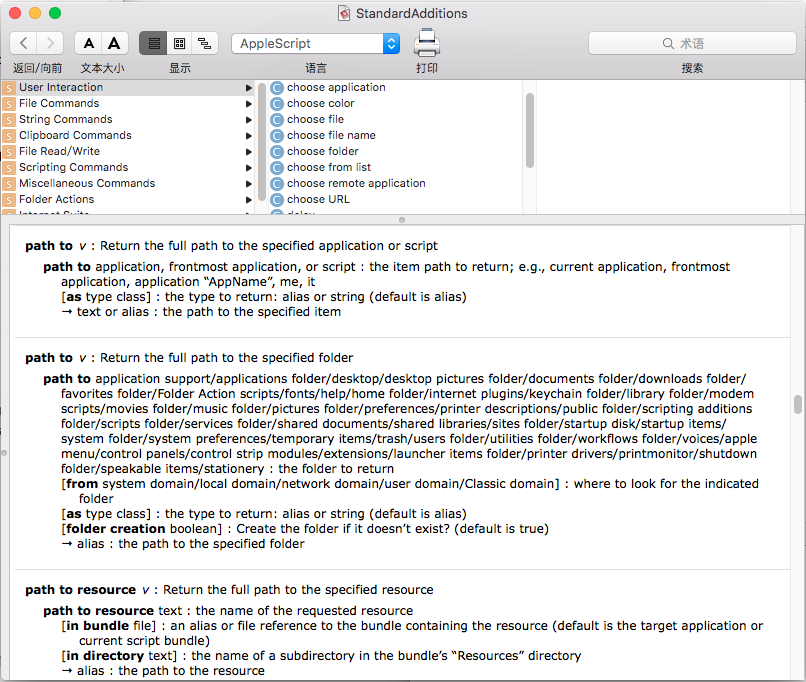 StandardAdditions
A A
AppleScript
术语
返回/向前 文本大小 显示 语言 打印 搜索
S User Interaction
S File Commands
S String Commands
S Clipboard Commands
S File Read/Write
S Scripting Commands
S Miscellaneous Commands
S Folder Actions
S Internet Suite
C choose application
C choose color
C choose file
C choose file name
C choose folder
C choose from list
C choose remote application
C choose URL
C delay
path to v : Return the full path to the specified application or script
path to application, frontmost application, or script : the item path to return; e.g., current application, frontmost
application, application “AppName”, me, it
[as type class] : the type to return: alias or string (default is alias)
→ text or alias : the path to the specified item
path to v : Return the full path to the specified folder
path to application support/applications folder/desktop/desktop pictures folder/documents folder/downloads folder/
favorites folder/Folder Action scripts/fonts/help/home folder/internet plugins/keychain folder/library folder/modem
scripts/movies folder/music folder/pictures folder/preferences/printer descriptions/public folder/scripting additions
folder/scripts folder/services folder/shared documents/shared libraries/sites folder/startup disk/startup items/
system folder/system preferences/temporary items/trash/users folder/utilities folder/workflows folder/voices/apple
menu/control panels/control strip modules/extensions/launcher items folder/printer drivers/printmonitor/shutdown
folder/speakable items/stationery : the folder to return
[from system domain/local domain/network domain/user domain/Classic domain] : where to look for the indicated
folder
[as type class] : the type to return: alias or string (default is alias)
[folder creation boolean] : Create the folder if it doesn’t exist? (default is true)
→ alias : the path to the specified folder
path to resource v : Return the full path to the specified resource
path to resource text : the name of the requested resource
[in bundle file] : an alias or file reference to the bundle containing the resource (default is the target application or
current script bundle)
[in directory text] : the name of a subdirectory in the bundle’s “Resources” directory
→ alias : the path to the resource